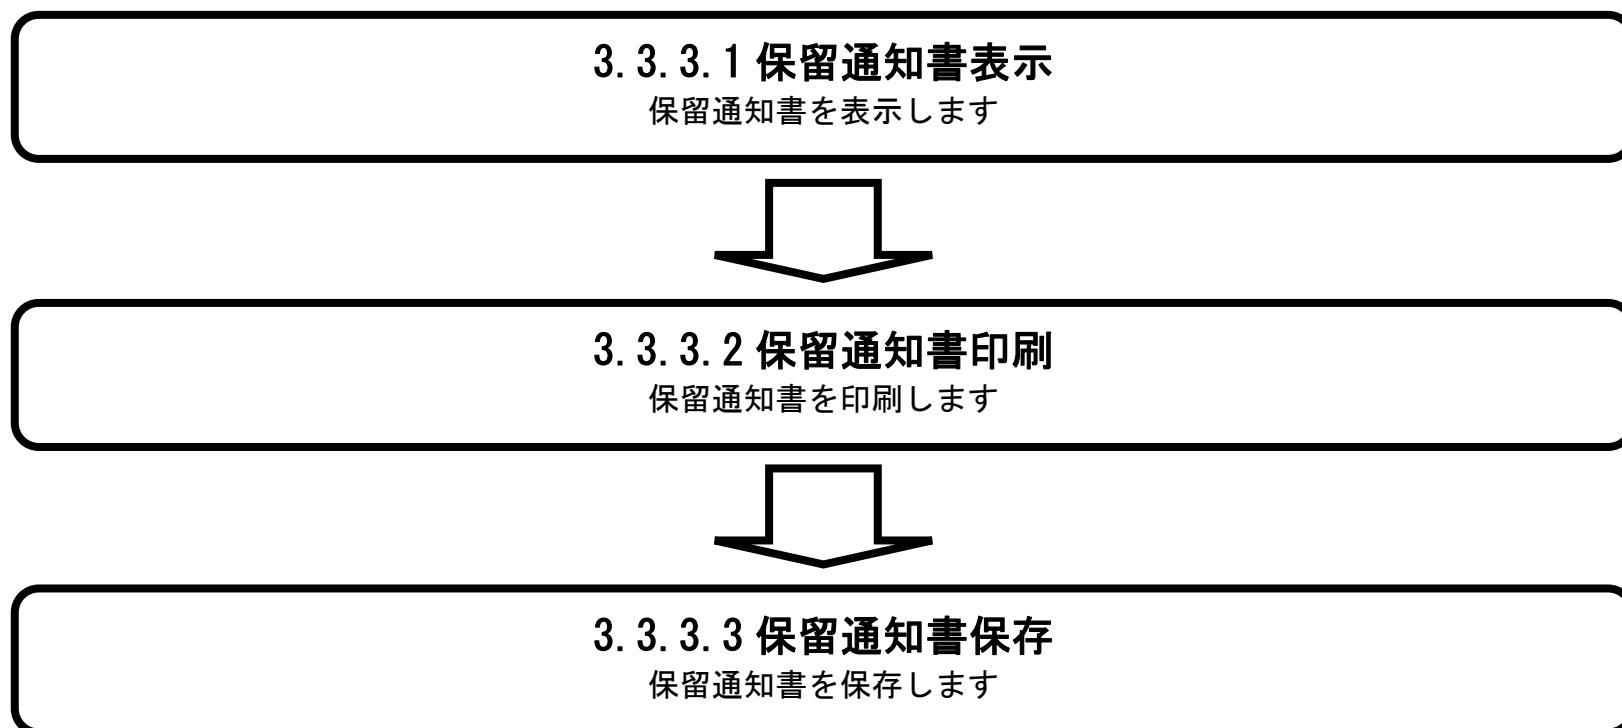 3.3.3.1 保留通知書表示
保留通知書を表示します
3.3.3.2 保留通知書印刷
保留通知書を印刷します
3.3.3.3 保留通知書保存
保留通知書を保存します